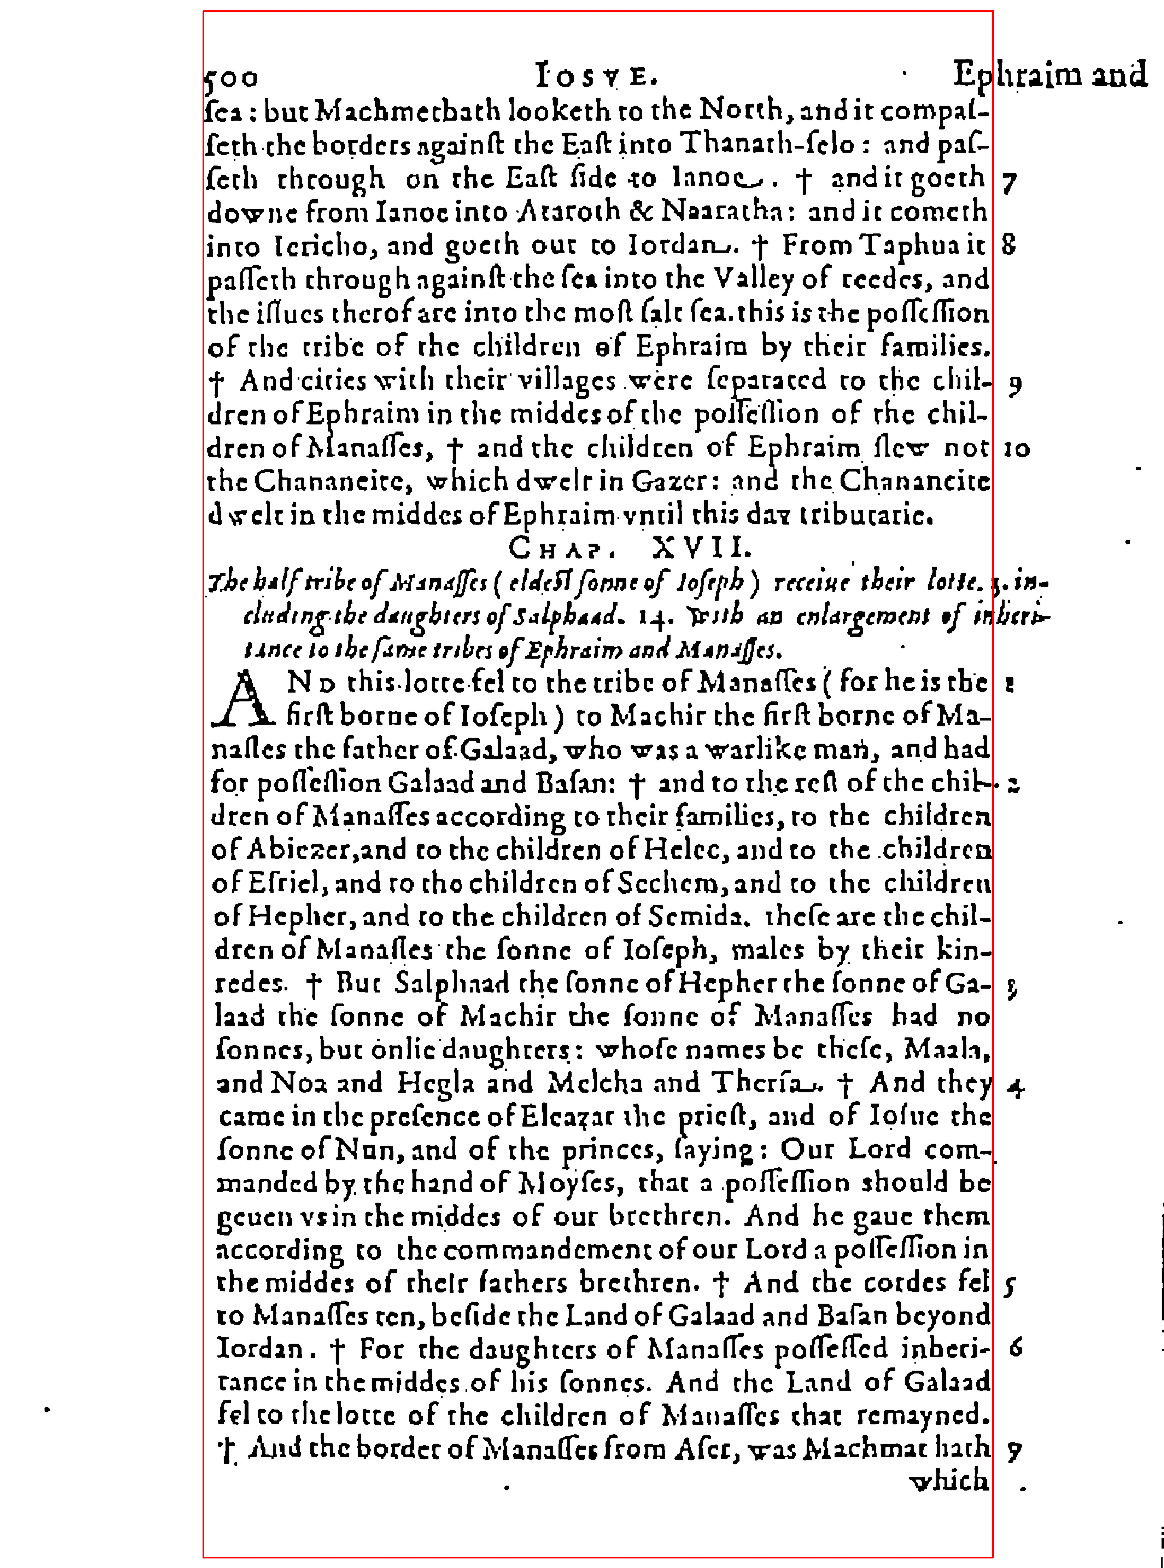 500 Iosve. Ephraim and
ſea: but Machmethath looketh to the North, and it compaſ-
ſeth the borders againſt the Eaſt into Thanath-ſelo: and paſ-
ſeth through on the Eaſt ſide to Ianoe. † and it goeth 7
downe from Ianoe into Ataroth & Naaratha: and it cometh
into Iericho, and goeth out to Iordan. † From Taphua it 8
paſſeth through againſt the ſea into the Valley of reedes, and
the iſſues therof are into the moſt ſalt ſea. this is the poſſeſſion
of the tribe of the children of Ephraim by their families.
† And cities with their villages were ſeparated to the chil- 9
dren of Ephraim in the middes of the poſſeſſion of the chil-
dren of Manaſſes, † and the children of Ephraim ſlew not 10
the Chananeite, which dwelt in Gazer: and the Chananeite
dwelt in the middes of Ephraim vntil this day tributarie.
Chap. XVII.
The half tribe of Manaſſes (eldeſt ſonne of Ioſeph) receiue their lotte. 3. in-
cluding the daughters of Salphaad. 14. With an enlargement of inheri-
tance to the ſame tribes of Ephraim and Manaſſes.
AND this lotte fel to the tribe of Manaſſes (for he is the 1
firſt borne of Ioſeph) to Machir the firſt borne of Ma-
naſſes the father of Galaad, who was a warlike man, and had
for poſſeſſion Galaad and Baſan: † and to the reſt of the chil- 2
dren of Manaſſes according to their families, to the children
of Abiezer, and to the children of Helec, and to the children
of Eſriel, and to tho children of Sechem, and to the children
of Hepher, and to the children of Semida. theſe are the chil-
dren of Manaſſes the ſonne of Ioſeph, males by their kin-
redes. † But Salphaad the ſonne of Hepher the ſonne of Ga- 3
laad the ſonne of Machir the ſonne of Manaſſes had no
ſonnes, but onlie daughters: whoſe names be theſe, Maala,
and Noa and Hegla and Melcha and Therſa. † And they 4
came in the preſence of Eleazar the prieſt, and of Ioſue the
ſonne of Nun, and of the princes, ſaying: Our Lord com-
manded by the hand of Moyſes, that a poſſeſſion should be
geuen vs in the middes of our brethren. And he gaue them
according to the commandement of our Lord a poſſeſſion in
the middes of their fathers brethren. † And the cordes fel 5
to Manaſſes ten, beſide the Land of Galaad and Baſan beyond
Iordan. † For the daughters of Manaſſes poſſeſſed inheri- 6
tance in the middes of his ſonnes. And the Land of Galaad
fel to the lotte of the children of Manaſſes that remayned.
† And the border of Manaſſes from Aſer, was Machmathath 7
which